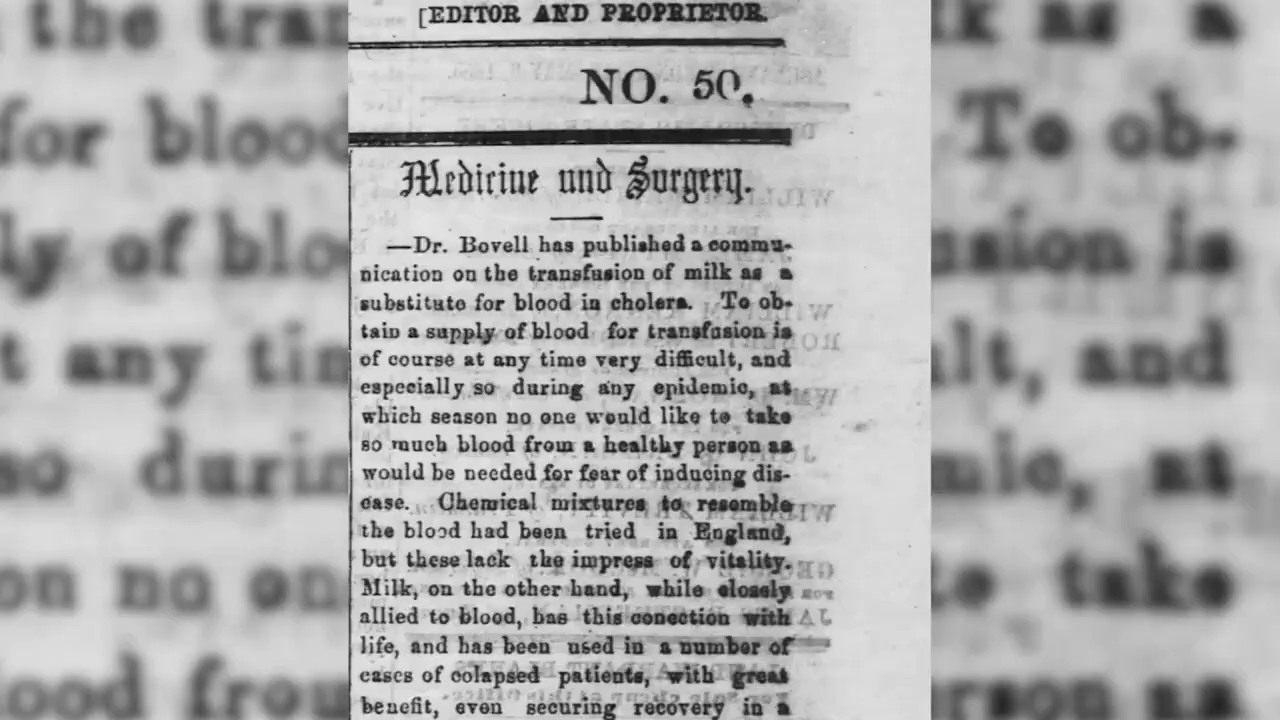 [EDITOR AND PROPRIETOR.
NO. 50.
Medicine and Surgery.
—Dr. Bovell has published a commu-
nication on the transfusion of milk as a
substitute for blood in cholera. To ob-
tain a supply of blood for transfusion is
of course at any time very difficult, and
especially so during any epidemic, at
which season no one would like to take
so much blood from a healthy person as
would be needed for fear of inducing dis-
ease. Chemical mixtures to resemble
the blood had been tried in England,
but these lack the impress of vitality.
Milk, on the other hand, while closely
allied to blood, has this conection with
life, and has been used in a number of
cases of colapsed patients, with great
benefit, even securing recovery in a